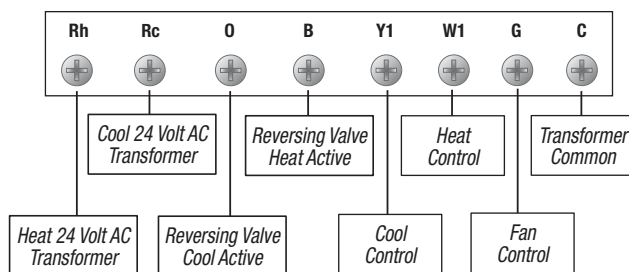 Rh Rc O B Y1 W1 G C
Cool 24 Volt AC
Transformer
Reversing Valve
Heat Active
Heat
Control
Transformer
Common
Heat 24 Volt AC
Transformer
Reversing Valve
Cool Active
Cool
Control
Fan
Control